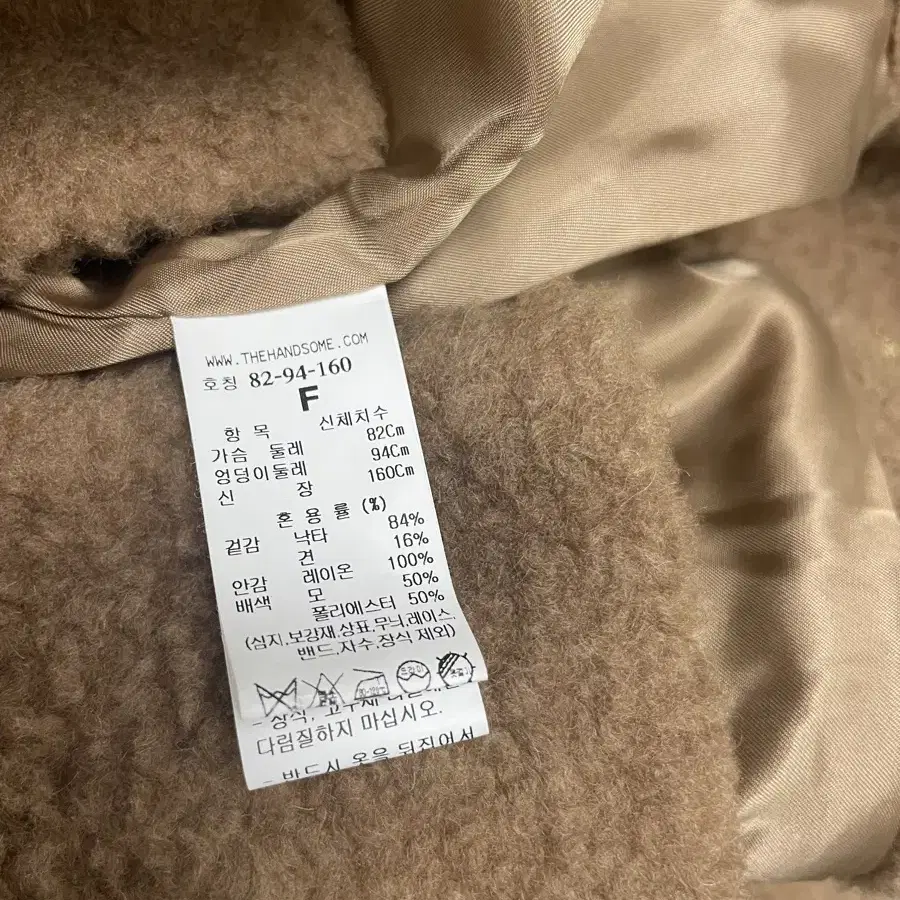 WWW.THEHANDSOME.COM
호칭 82-94-160
F
항 목 신체치수
가슴 둘레 82Cm
엉덩이둘레 94Cm
신 장 160Cm
혼 용 률 (%)
겉감 낙타 84%
견 16%
안감 레이온 100%
배색 모 50%
폴리에스터 50%
(심지,보강재,상표,무늬,레이스,
밴드,자수,장식 제외)
드라이
다림질하지 마십시오.
– 반드시 옷을 뒤집어서